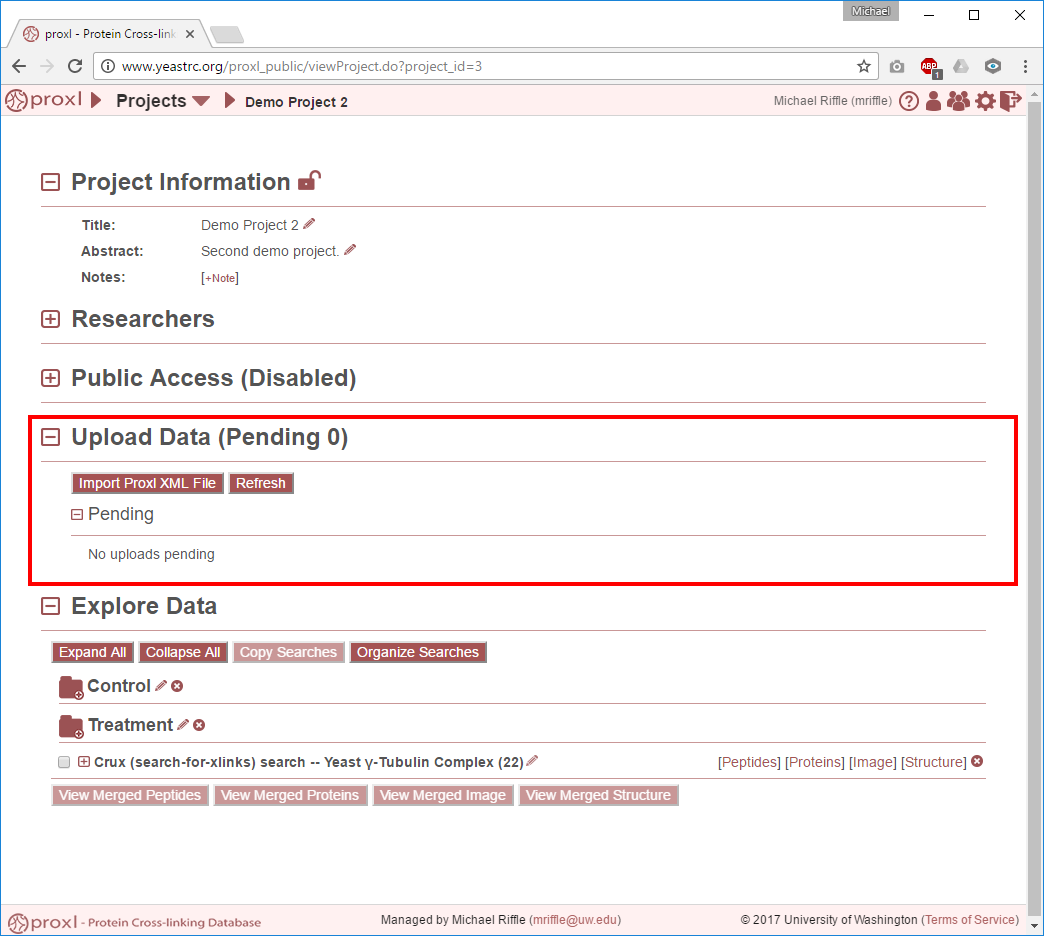 Michael
proxl - Protein Cross-link
www.yeastrc.org/proxl_public/viewProject.do?project_id=3
ABP
1
proxl Projects Demo Project 2 Michael Riffle (mriffle) ?
Project Information
Title: Demo Project 2
Abstract: Second demo project.
Notes: [+Note]
Researchers
Public Access (Disabled)
Upload Data (Pending 0)
Import Proxl XML File Refresh
Pending
No uploads pending
Explore Data
Expand All Collapse All Copy Searches Organize Searches
Control
Treatment
Crux (search-for-xlinks) search -- Yeast γ-Tubulin Complex (22) [Peptides] [Proteins] [Image] [Structure]
View Merged Peptides View Merged Proteins View Merged Image View Merged Structure
proxl - Protein Cross-linking Database Managed by Michael Riffle (mriffle@uw.edu) © 2017 University of Washington (Terms of Service)